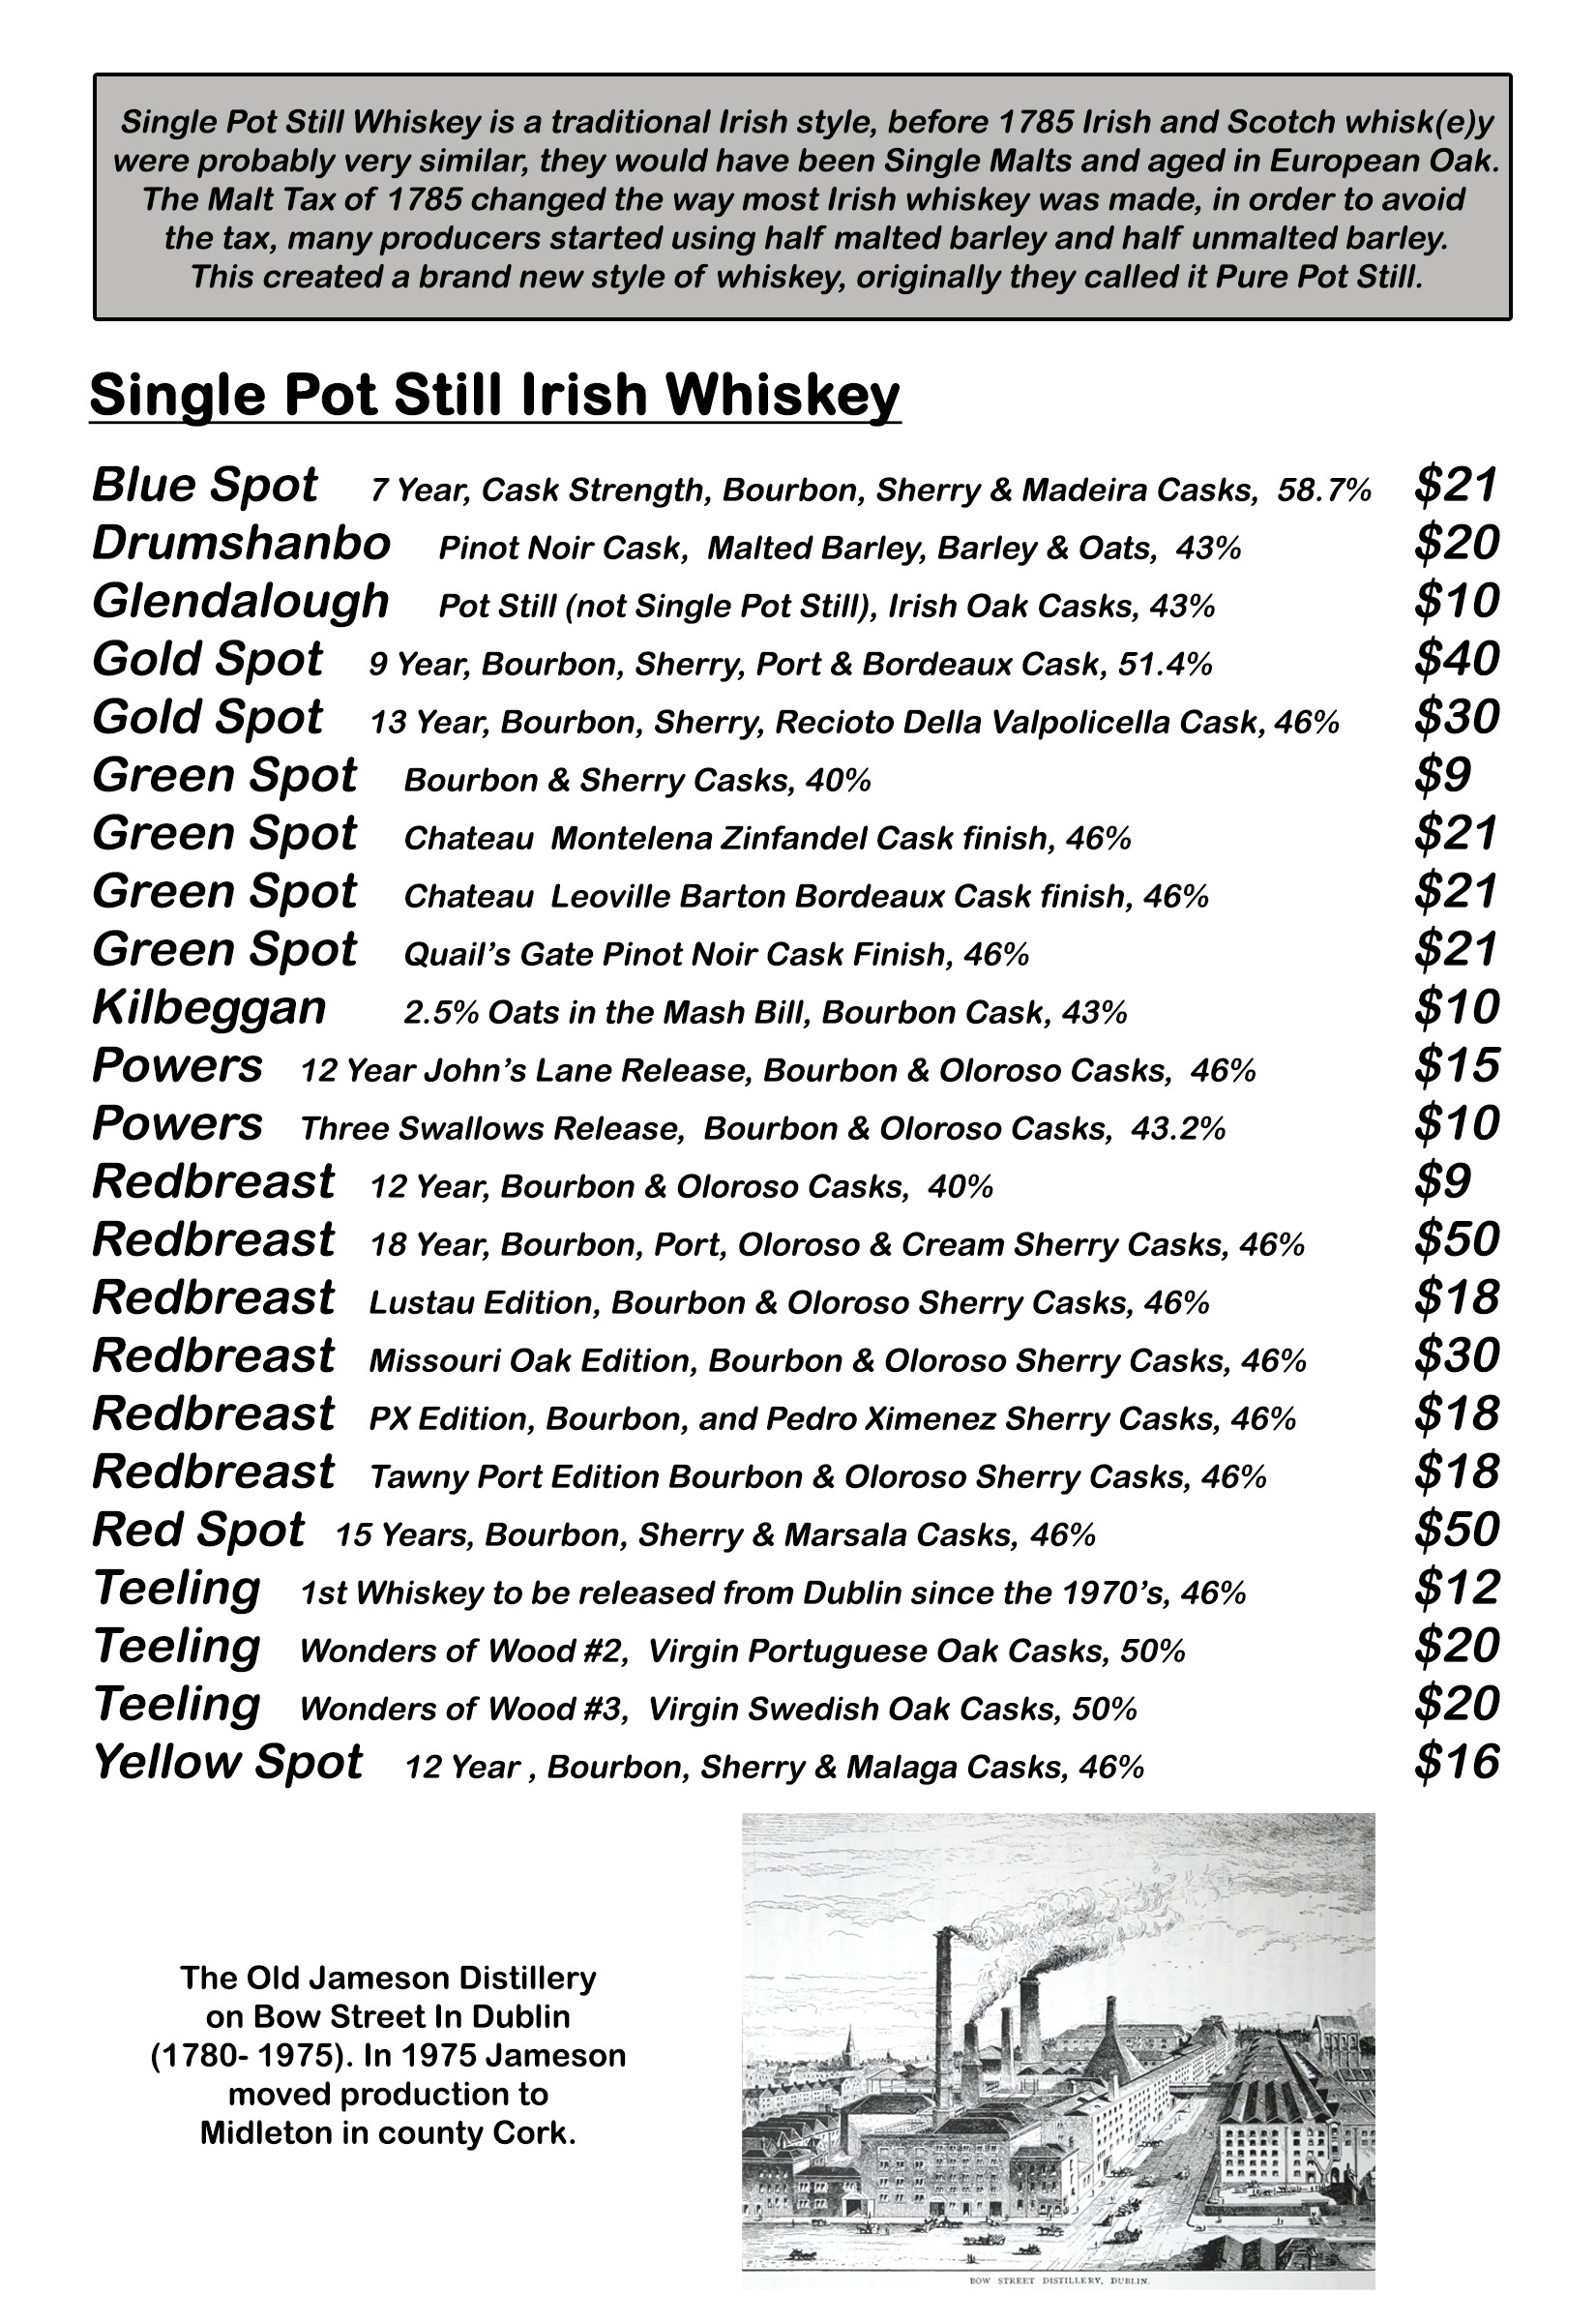 Single Pot Still Whiskey is a traditional Irish style, before 1785 Irish and Scotch whisk(e)y
were probably very similar, they would have been Single Malts and aged in European Oak.
The Malt Tax of 1785 changed the way most Irish whiskey was made, in order to avoid
the tax, many producers started using half malted barley and half unmalted barley.
This created a brand new style of whiskey, originally they called it Pure Pot Still.
Single Pot Still Irish Whiskey
Blue Spot 7 Year, Cask Strength, Bourbon, Sherry & Madeira Casks, 58.7% $21
Drumshanbo Pinot Noir Cask, Malted Barley, Barley & Oats, 43% $20
Glendalough Pot Still (not Single Pot Still), Irish Oak Casks, 43% $10
Gold Spot 9 Year, Bourbon, Sherry, Port & Bordeaux Cask, 51.4% $40
Gold Spot 13 Year, Bourbon, Sherry, Recioto Della Valpolicella Cask, 46% $30
Green Spot Bourbon & Sherry Casks, 40% $9
Green Spot Chateau Montelena Zinfandel Cask finish, 46% $21
Green Spot Chateau Leoville Barton Bordeaux Cask finish, 46% $21
Green Spot Quail's Gate Pinot Noir Cask Finish, 46% $21
Kilbeggan 2.5% Oats in the Mash Bill, Bourbon Cask, 43% $10
Powers 12 Year John's Lane Release, Bourbon & Oloroso Casks, 46% $15
Powers Three Swallows Release, Bourbon & Oloroso Casks, 43.2% $10
Redbreast 12 Year, Bourbon & Oloroso Casks, 40% $9
Redbreast 18 Year, Bourbon, Port, Oloroso & Cream Sherry Casks, 46% $50
Redbreast Lustau Edition, Bourbon & Oloroso Sherry Casks, 46% $18
Redbreast Missouri Oak Edition, Bourbon & Oloroso Sherry Casks, 46% $30
Redbreast PX Edition, Bourbon, and Pedro Ximenez Sherry Casks, 46% $18
Redbreast Tawny Port Edition Bourbon & Oloroso Sherry Casks, 46% $18
Red Spot 15 Years, Bourbon, Sherry & Marsala Casks, 46% $50
Teeling 1st Whiskey to be released from Dublin since the 1970's, 46% $12
Teeling Wonders of Wood #2, Virgin Portuguese Oak Casks, 50% $20
Teeling Wonders of Wood #3, Virgin Swedish Oak Casks, 50% $20
Yellow Spot 12 Year , Bourbon, Sherry & Malaga Casks, 46% $16
The Old Jameson Distillery
on Bow Street In Dublin
(1780- 1975). In 1975 Jameson
moved production to
Midleton in county Cork.
BOW STREET DISTILLERY, DUBLIN.